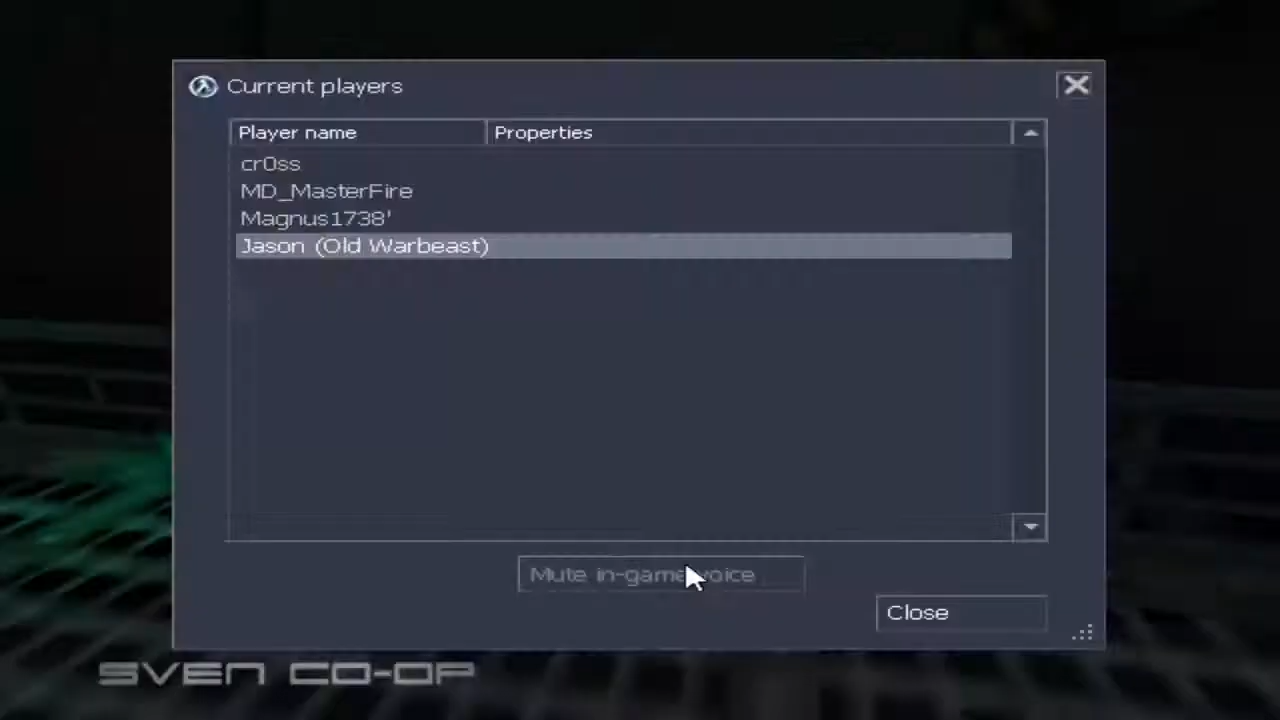 Current players
Player name Properties
cr0ss
MD_MasterFire
Magnus1738'
Jason (Old Warbeast)
Mute in-game voice
Close
SVEN CO-OP